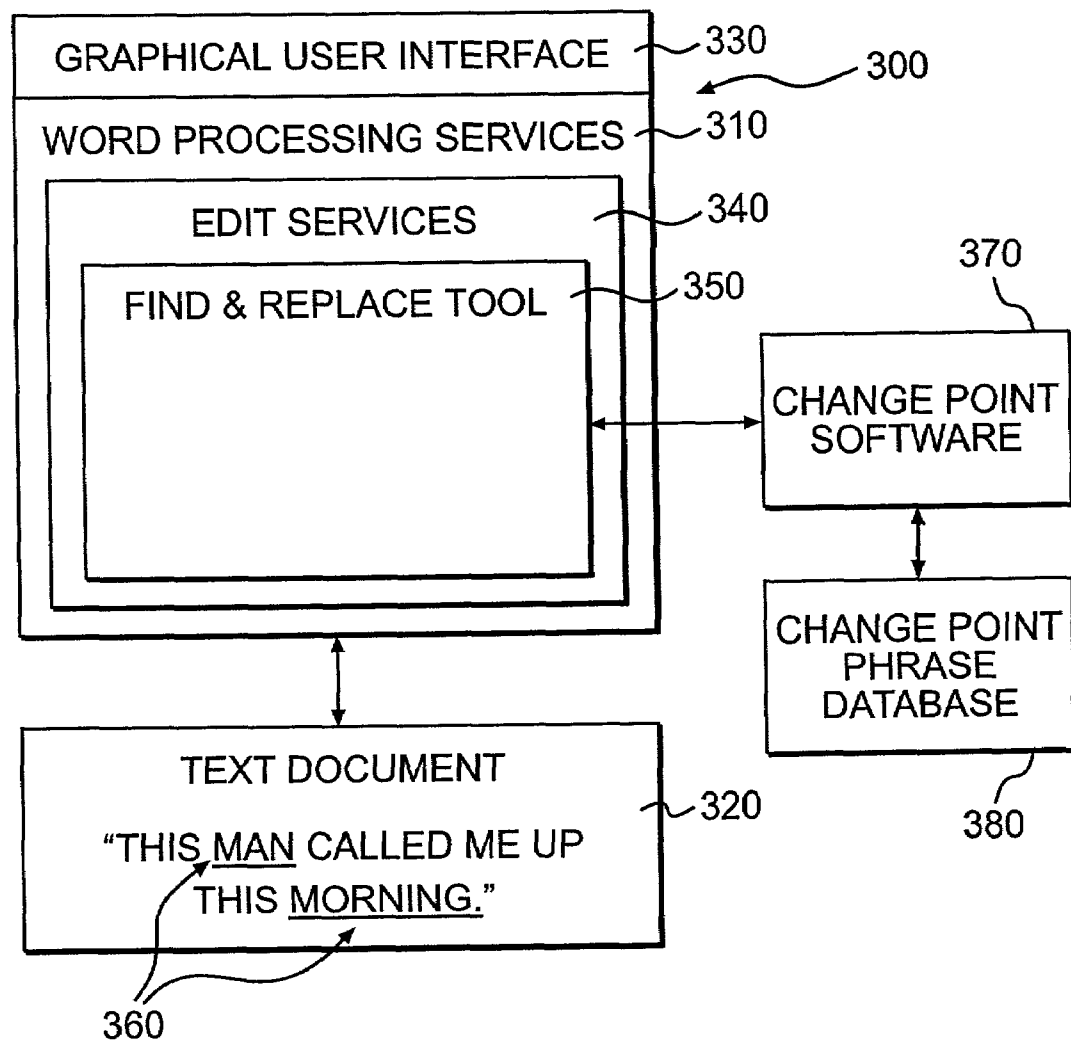 GRAPHICAL USER INTERFACE
330
300
WORD PROCESSING SERVICES
310
EDIT SERVICES
340
FIND & REPLACE TOOL
350
370
CHANGE POINT
SOFTWARE
CHANGE POINT
PHRASE
DATABASE
380
TEXT DOCUMENT
320
“THIS MAN CALLED ME UP
THIS MORNING.”
360